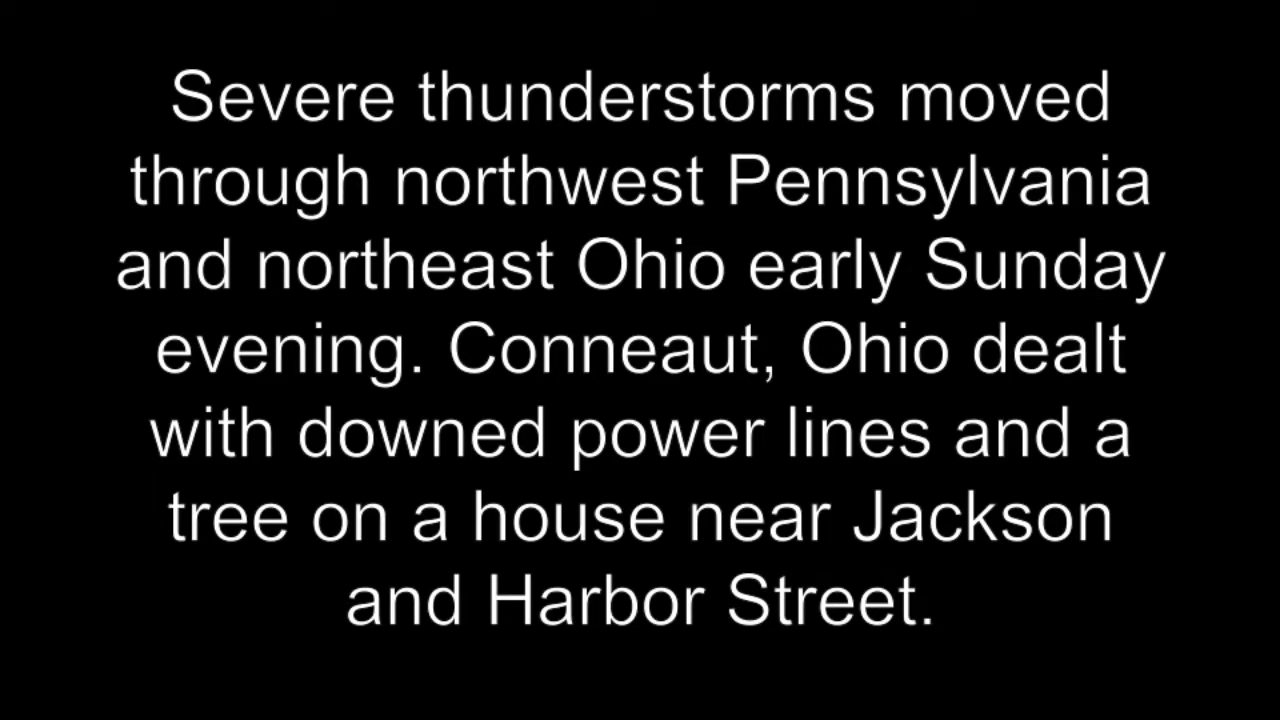 Severe thunderstorms moved
through northwest Pennsylvania
and northeast Ohio early Sunday
evening. Conneaut, Ohio dealt
with downed power lines and a
tree on a house near Jackson
and Harbor Street.